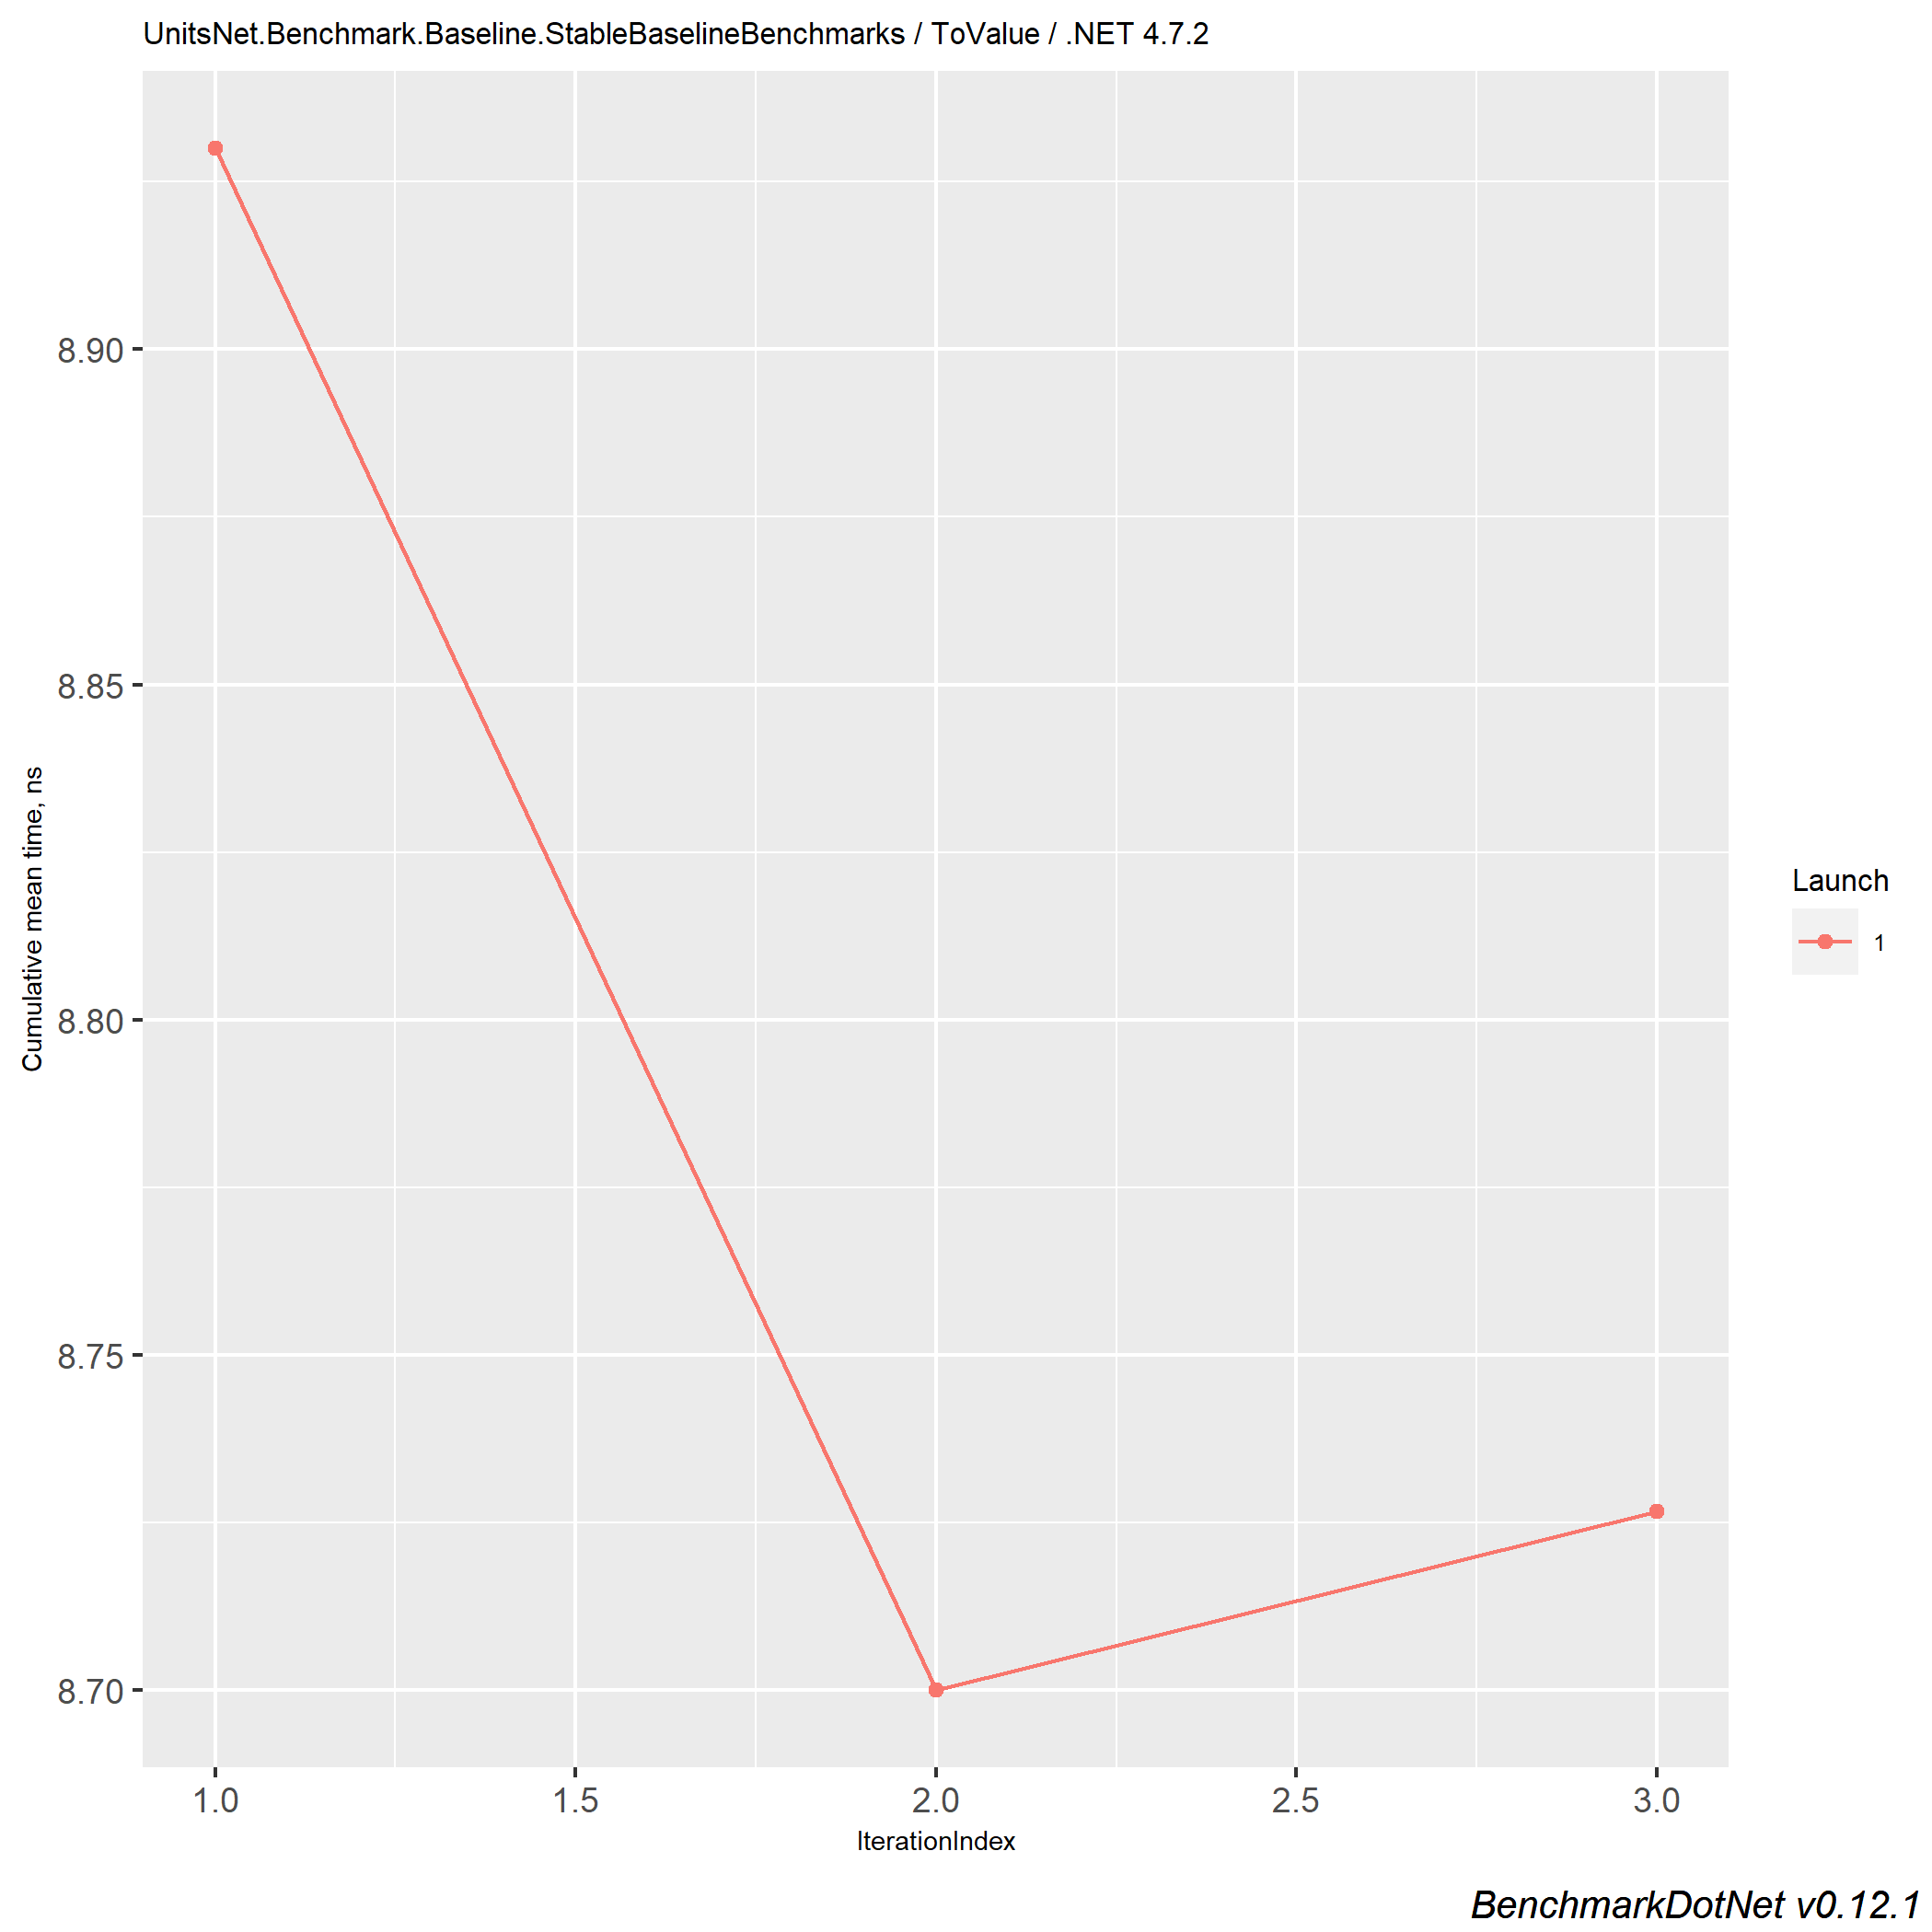 UnitsNet.Benchmark.Baseline.StableBaselineBenchmarks / ToValue / .NET 4.7.2
8.90
8.85
8.80
8.75
8.70
Cumulative mean time, ns
1.0 1.5 2.0 2.5 3.0
IterationIndex
Launch
1
BenchmarkDotNet v0.12.1